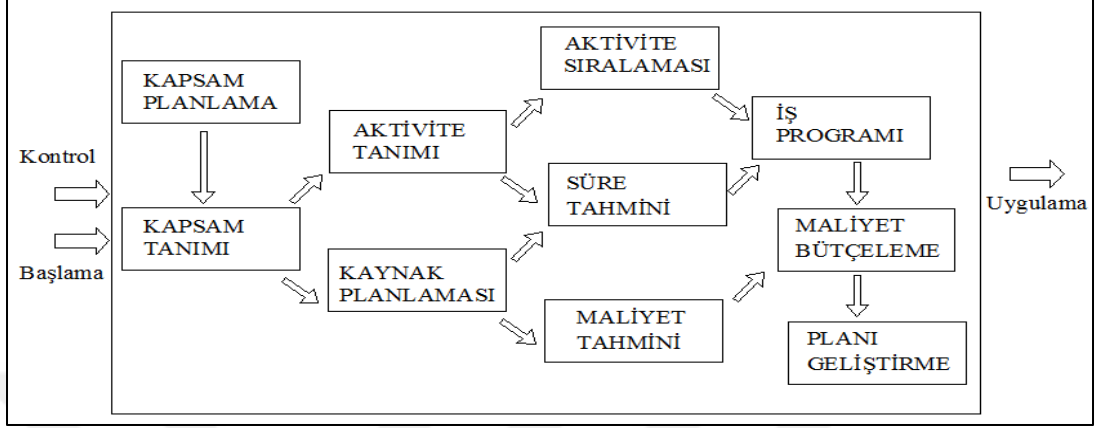 Kontrol
Başlama
KAPSAM
PLANLAMA
KAPSAM
TANIMI
AKTİVİTE
TANIMI
KAYNAK
PLANLAMASI
AKTİVİTE
SIRALAMASI
SÜRE
TAHMİNİ
MALİYET
TAHMİNİ
İŞ
PROGRAMI
MALİYET
BÜTÇELEME
PLANI
GELİŞTİRME
Uygulama